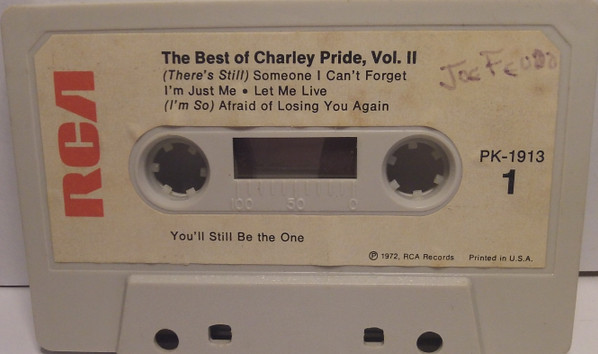 RCA
The Best of Charley Pride, Vol. II
(There's Still) Someone I Can't Forget
I'm Just Me • Let Me Live
(I'm So) Afraid of Losing You Again
Joe
PK-1913
1
100 50 0
You'll Still Be the One
℗ 1972, RCA Records Printed in U.S.A.